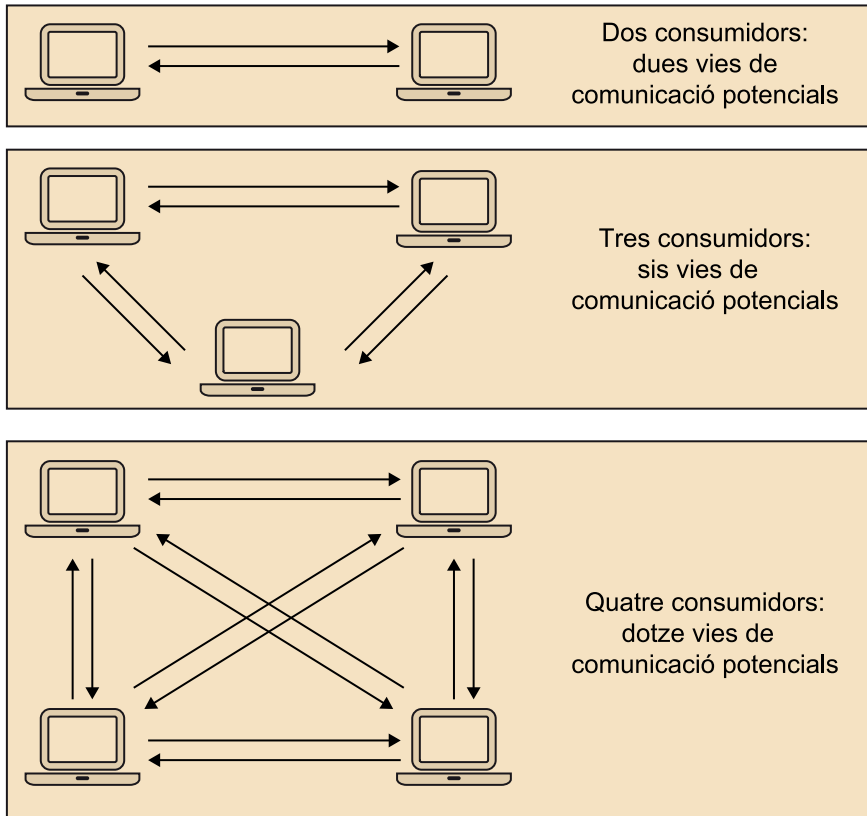 Dos consumidors:
dues vies de
comunicació potencials
Tres consumidors:
sis vies de
comunicació potencials
Quatre consumidors:
dotze vies de
comunicació potencials